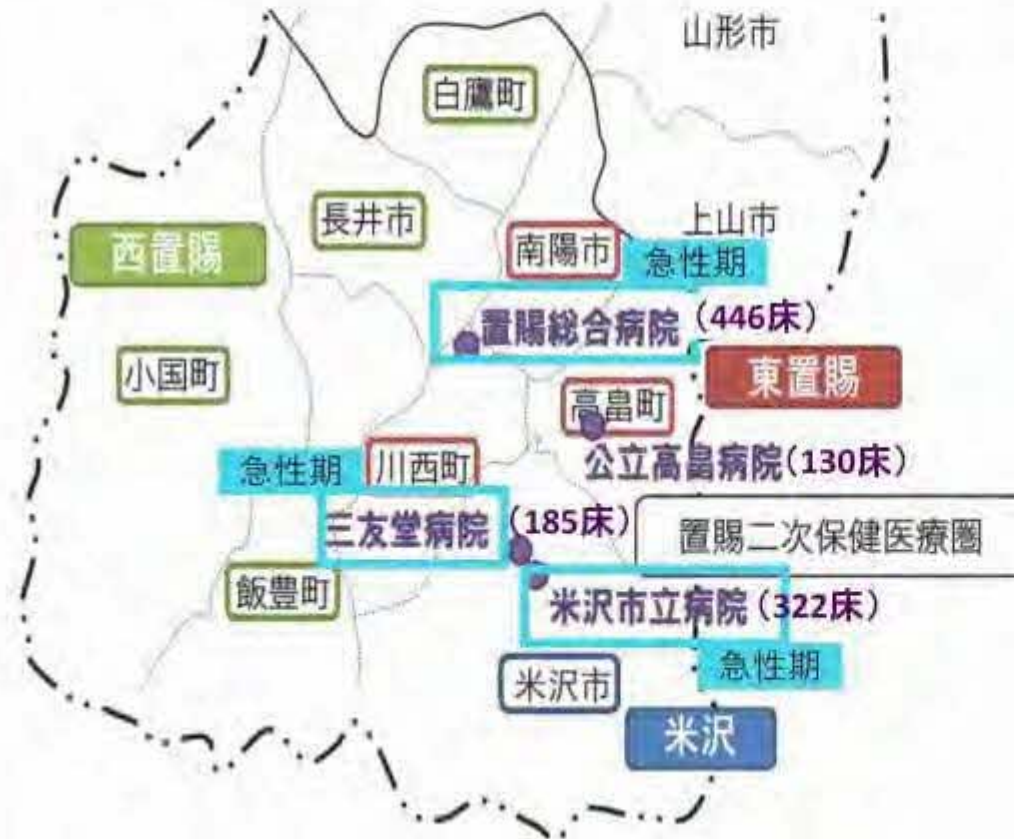 山形市
白鷹町
長井市
上山市
西置賜
南陽市
急性期
置賜総合病院 (446床)
小国町
東置賜
高畠町
公立高畠病院(130床)
急性期
川西町
三友堂病院 (185床)
置賜二次保健医療圏
飯豊町
米沢市立病院 (322床)
急性期
米沢市
米沢